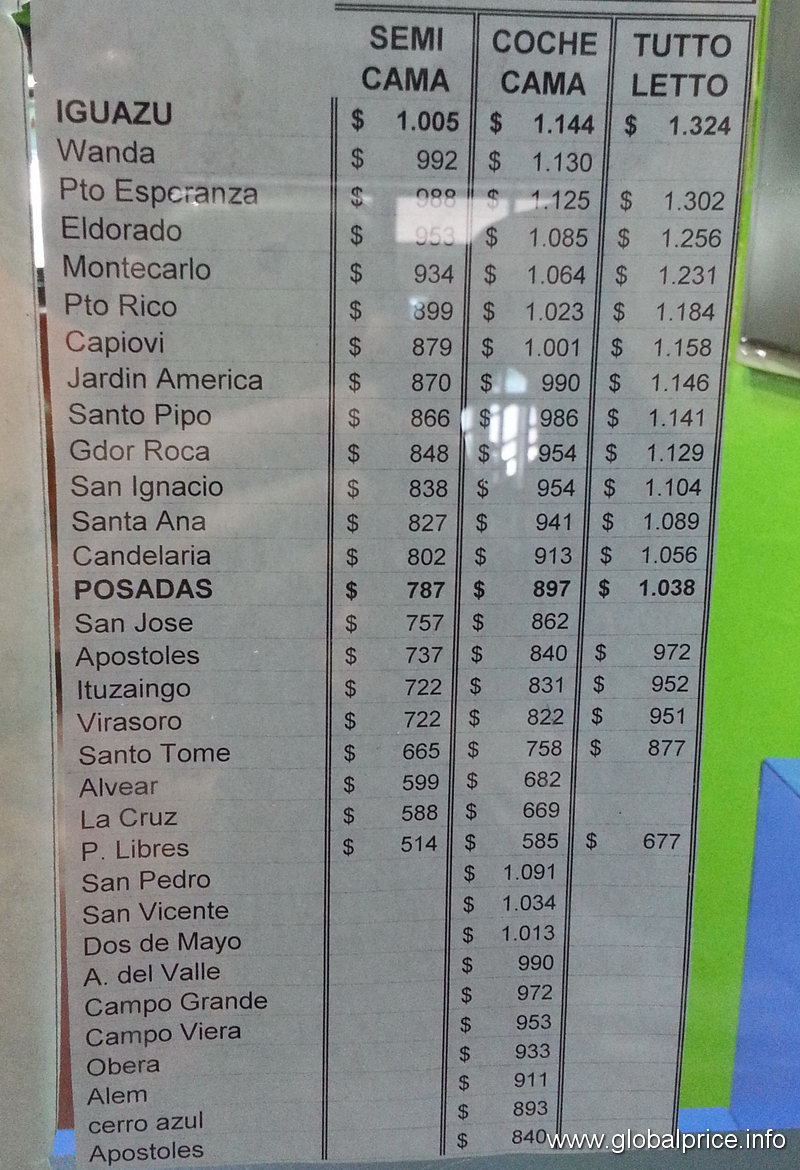 SEMI CAMA COCHE CAMA TUTTO LETTO
IGUAZU $ 1.005 $ 1.144 $ 1.324
Wanda $ 992 $ 1.130
Pto Esperanza $ 988 $ 1.125 $ 1.302
Eldorado $ 953 $ 1.085 $ 1.256
Montecarlo $ 934 $ 1.064 $ 1.231
Pto Rico $ 899 $ 1.023 $ 1.184
Capiovi $ 879 $ 1.001 $ 1.158
Jardin America $ 870 $ 990 $ 1.146
Santo Pipo $ 866 $ 986 $ 1.141
Gdor Roca $ 848 $ 954 $ 1.129
San Ignacio $ 838 $ 954 $ 1.104
Santa Ana $ 827 $ 941 $ 1.089
Candelaria $ 802 $ 913 $ 1.056
POSADAS $ 787 $ 897 $ 1.038
San Jose $ 757 $ 862
Apostoles $ 737 $ 840 $ 972
Ituzaingo $ 722 $ 831 $ 952
Virasoro $ 722 $ 822 $ 951
Santo Tome $ 665 $ 758 $ 877
Alvear $ 599 $ 682
La Cruz $ 588 $ 669
P. Libres $ 514 $ 585 $ 677
San Pedro $ 1.091
San Vicente $ 1.034
Dos de Mayo $ 1.013
A. del Valle $ 990
Campo Grande $ 972
Campo Viera $ 953
Obera $ 933
Alem $ 911
cerro azul $ 893
Apostoles $ 840
www.globalprice.info